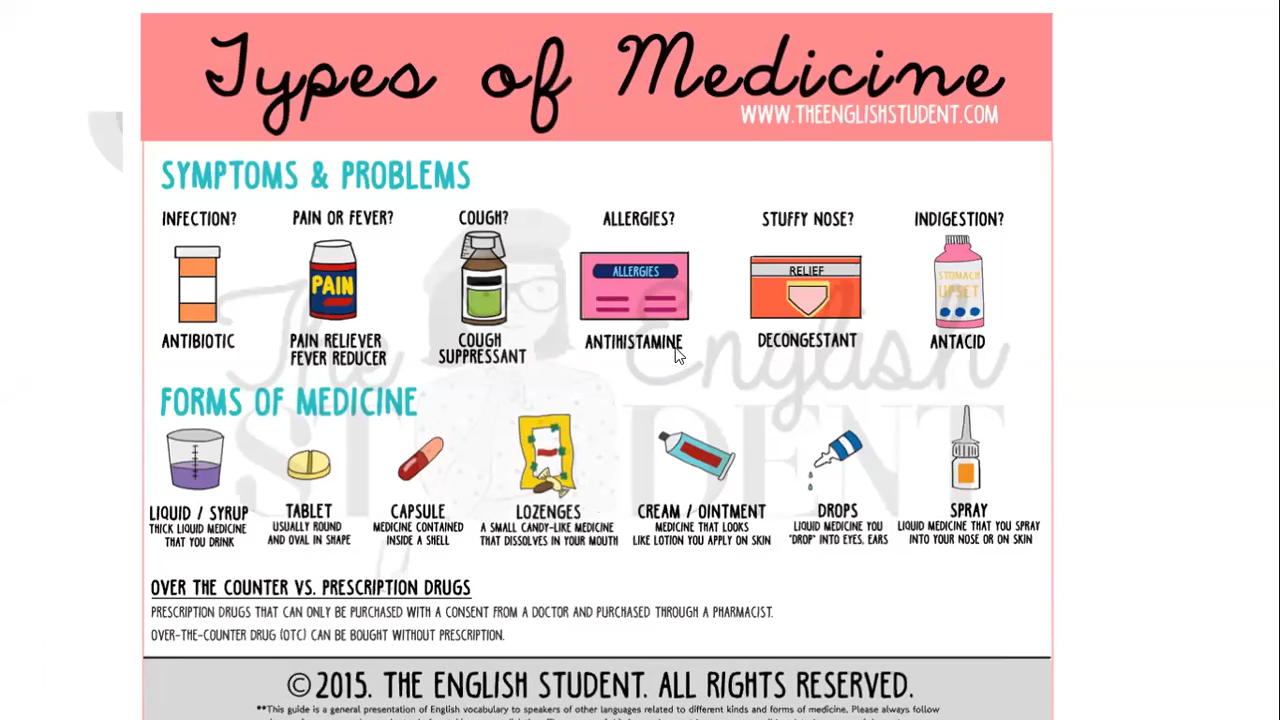 Types of Medicine
WWW.THEENGLISHSTUDENT.COM
SYMPTOMS & PROBLEMS
INFECTION? PAIN OR FEVER? COUGH? ALLERGIES? STUFFY NOSE? INDIGESTION?
PAIN ALLERGIES RELIEF STOMACH UPSET
ANTIBIOTIC PAIN RELIEVER COUGH ANTIHISTAMINE DECONGESTANT ANTACID
FEVER REDUCER SUPPRESSANT
The English
STUDENT
FORMS OF MEDICINE
LIQUID / SYRUP TABLET CAPSULE LOZENGES CREAM / OINTMENT DROPS SPRAY
THICK LIQUID MEDICINE USUALLY ROUND MEDICINE CONTAINED A SMALL CANDY-LIKE MEDICINE MEDICINE THAT LOOKS LIQUID MEDICINE YOU LIQUID MEDICINE THAT YOU SPRAY
THAT YOU DRINK AND OVAL IN SHAPE INSIDE A SHELL THAT DISSOLVES IN YOUR MOUTH LIKE LOTION YOU APPLY ON SKIN "DROP" INTO EYES, EARS INTO YOUR NOSE OR ON SKIN
OVER THE COUNTER VS. PRESCRIPTION DRUGS
PRESCRIPTION DRUGS THAT CAN ONLY BE PURCHASED WITH A CONSENT FROM A DOCTOR AND PURCHASED THROUGH A PHARMACIST.
OVER-THE-COUNTER DRUG (OTC) CAN BE BOUGHT WITHOUT PRESCRIPTION.
©2015. THE ENGLISH STUDENT. ALL RIGHTS RESERVED.
**This guide is a general presentation of English vocabulary to speakers of other languages related to different kinds and forms of medicine. Please always follow